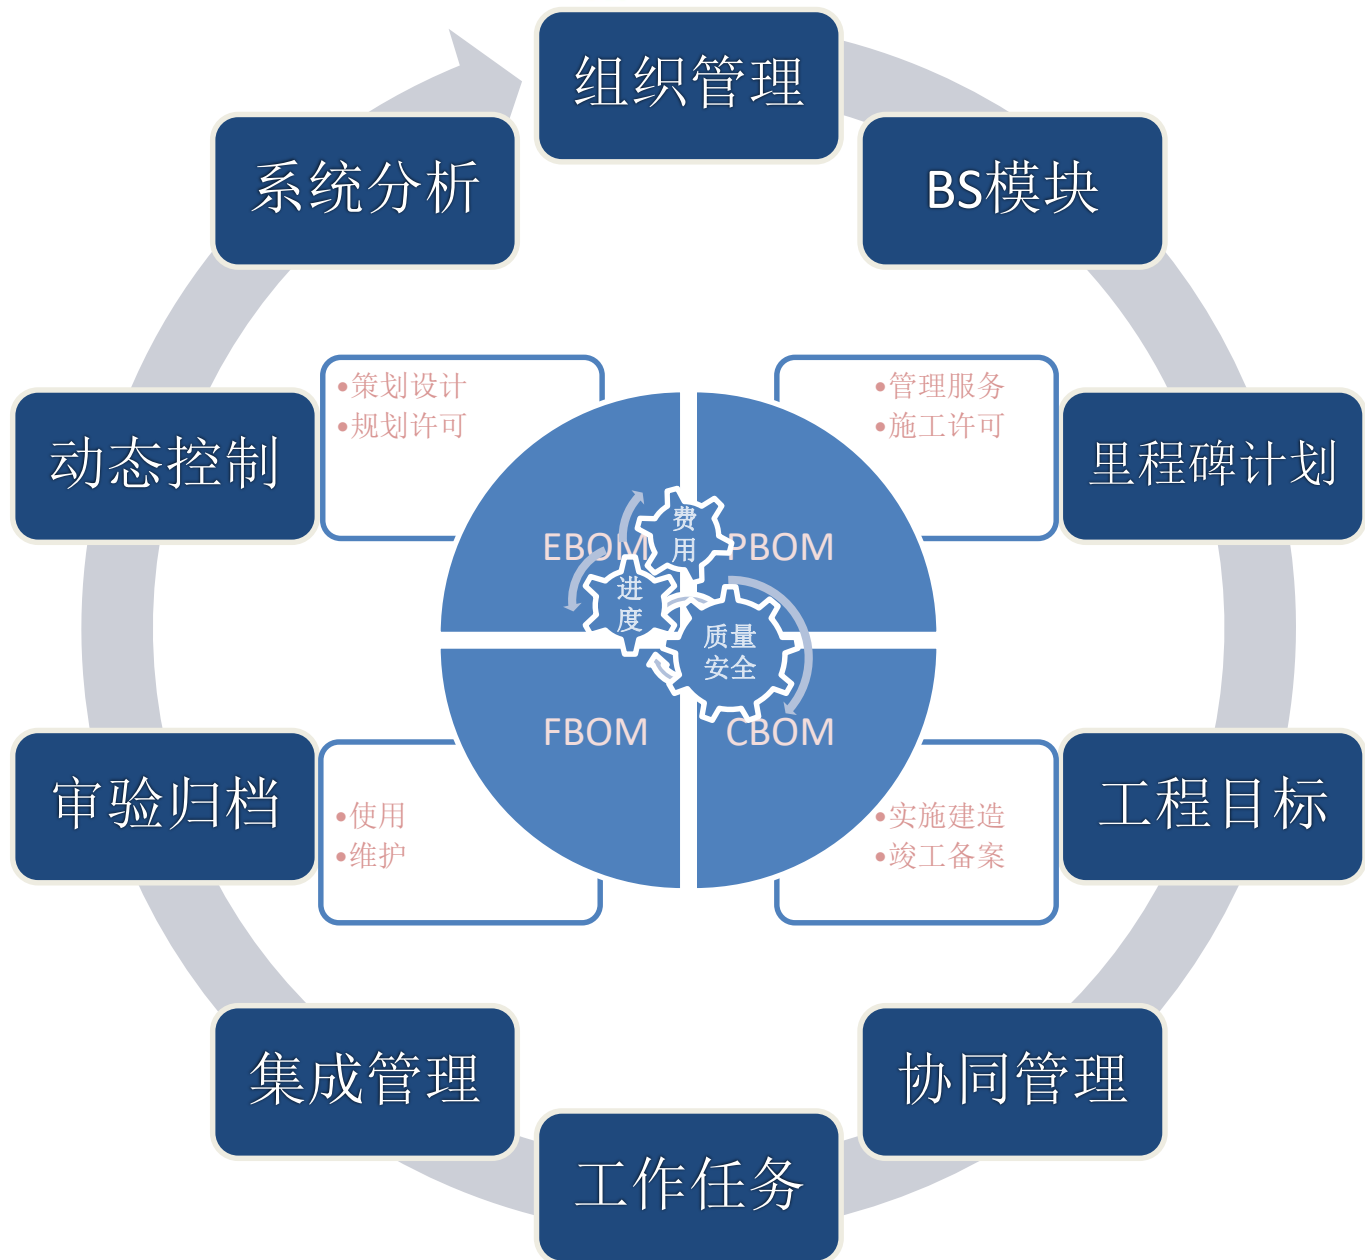 组织管理
系统分析
BS模块
•策划设计
•规划许可
•管理服务
•施工许可
动态控制
里程碑计划
费
用
EBOM
PBOM
进
度
质量
安全
FBOM
CBOM
审验归档
工程目标
•使用
•维护
•实施建造
•竣工备案
集成管理
协同管理
工作任务